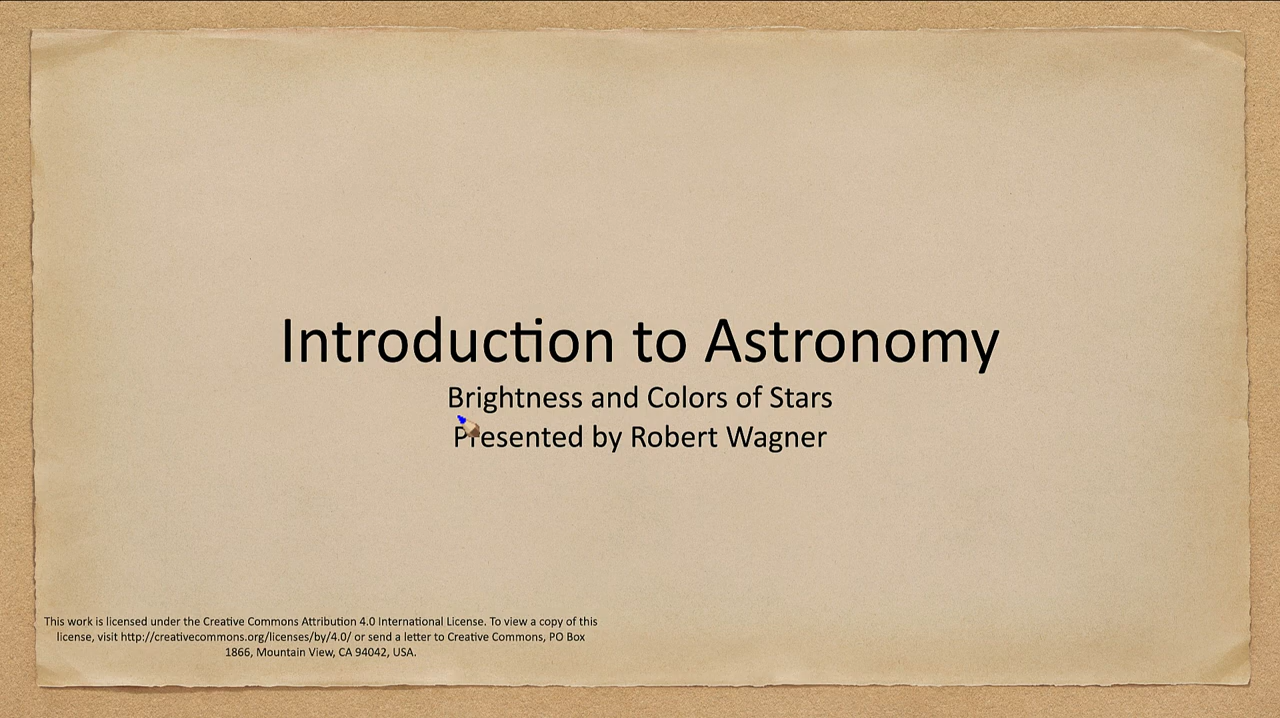 Introduction to Astronomy
Brightness and Colors of Stars
Presented by Robert Wagner
This work is licensed under the Creative Commons Attribution 4.0 International License. To view a copy of this
license, visit http://creativecommons.org/licenses/by/4.0/ or send a letter to Creative Commons, PO Box
1866, Mountain View, CA 94042, USA.